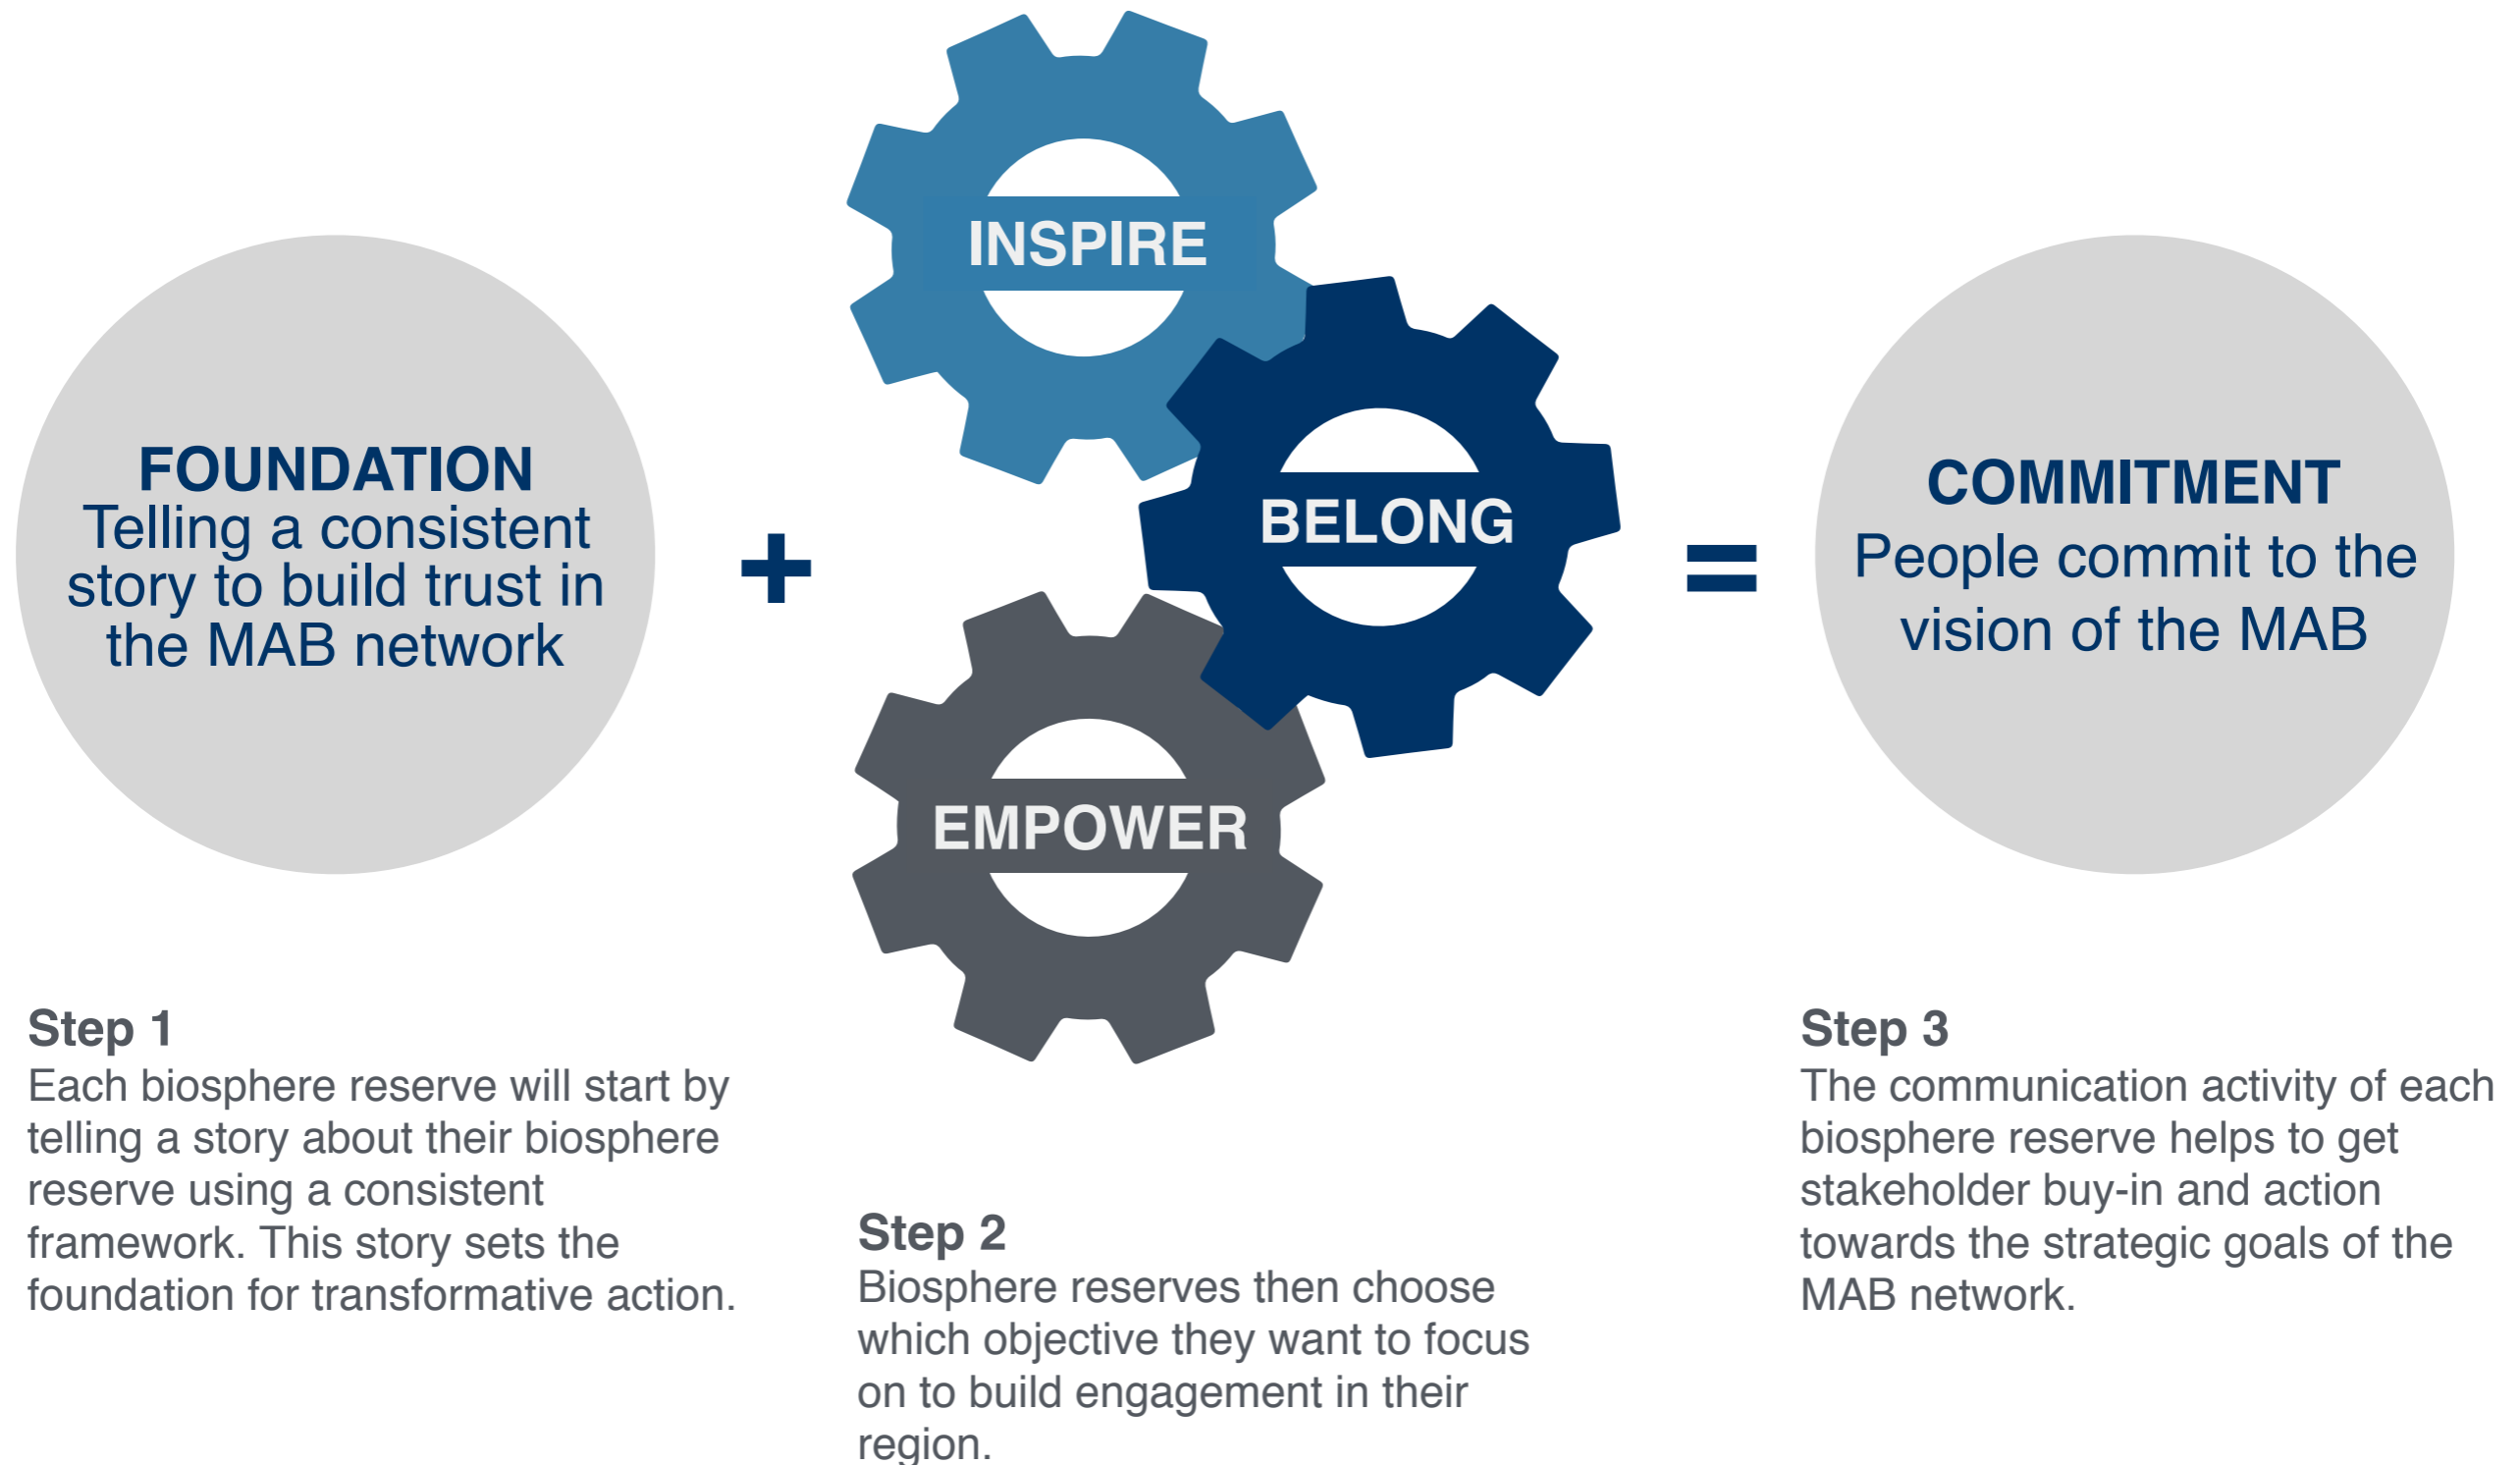 FOUNDATION
Telling a consistent
story to build trust in
the MAB network
+
INSPIRE
BELONG
EMPOWER
=
COMMITMENT
People commit to the
vision of the MAB
Step 1
Each biosphere reserve will start by
telling a story about their biosphere
reserve using a consistent
framework. This story sets the
foundation for transformative action.
Step 2
Biosphere reserves then choose
which objective they want to focus
on to build engagement in their
region.
Step 3
The communication activity of each
biosphere reserve helps to get
stakeholder buy-in and action
towards the strategic goals of the
MAB network.